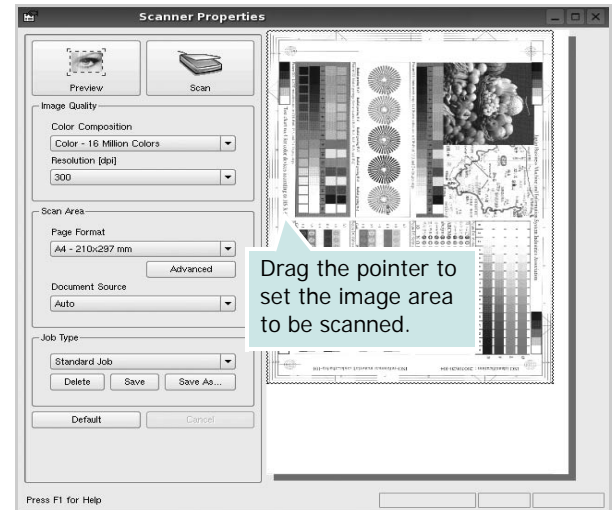 Scanner Properties
Preview
Scan
Image Quality
Color Composition
Color - 16 Million Colors
Resolution [dpi]
300
Scan Area
Page Format
A4 - 210x297 mm
Advanced
Document Source
Auto
Job Type
Standard Job
Delete
Save
Save As...
Default
Cancel
Drag the pointer to
set the image area
to be scanned.
Press F1 for Help